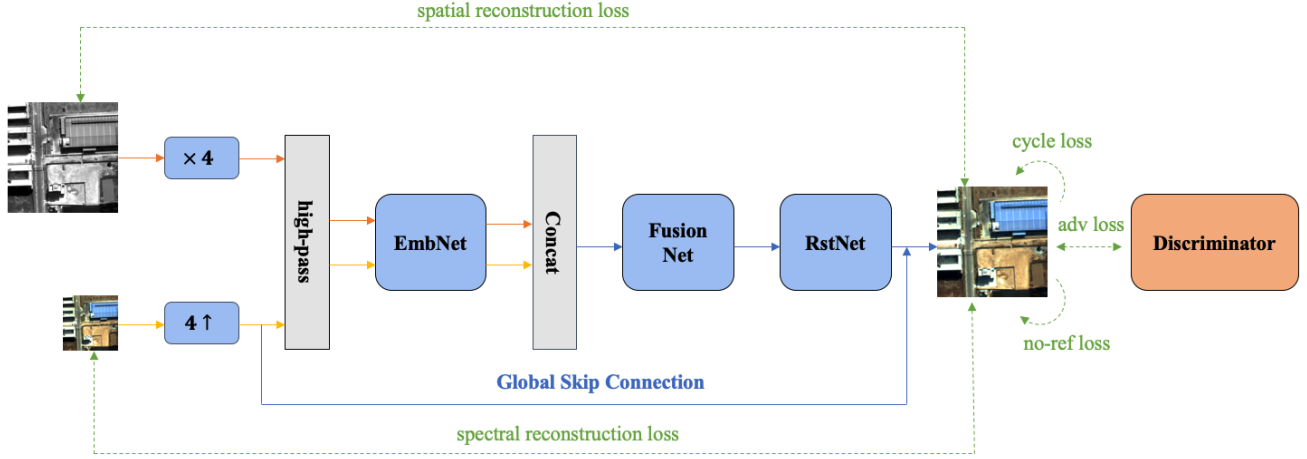 spatial reconstruction loss
× 4
high-pass
EmbNet
Concat
Fusion
Net
RstNet
cycle loss
adv loss
Discriminator
4 ↑
no-ref loss
Global Skip Connection
spectral reconstruction loss